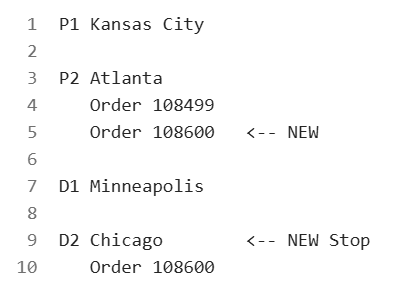 1 P1 Kansas City
2
3 P2 Atlanta
4 Order 108499
5 Order 108600 <-- NEW
6
7 D1 Minneapolis
8
9 D2 Chicago <-- NEW Stop
10 Order 108600